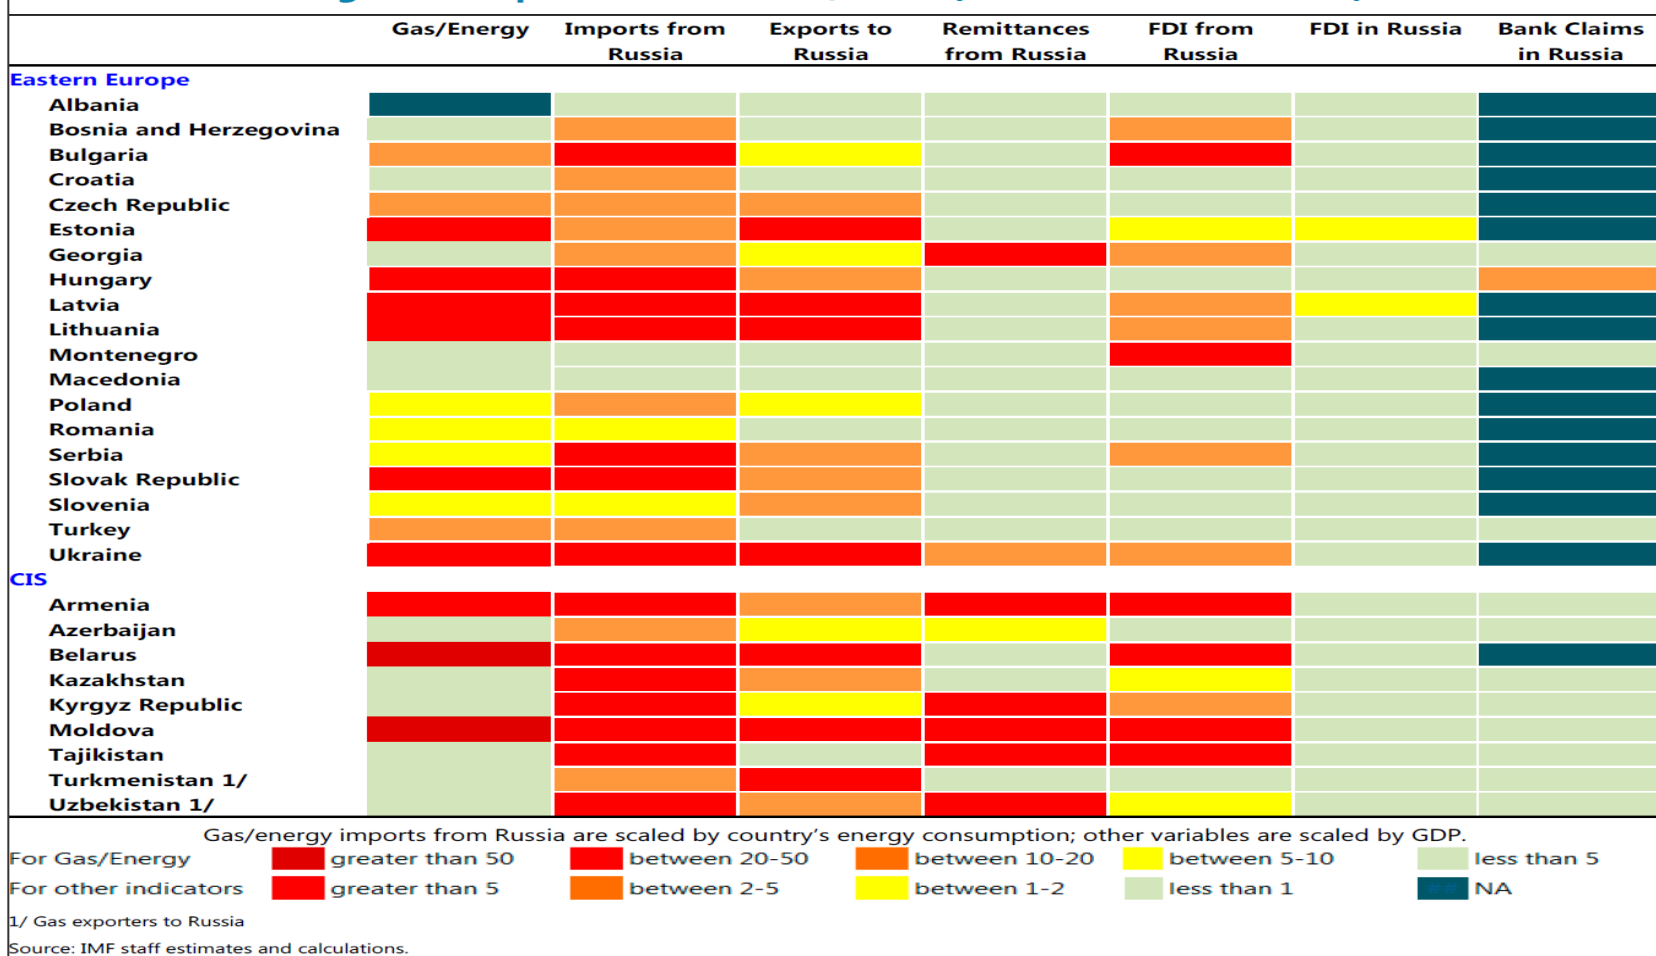 Gas/Energy Imports from Russia Exports to Russia Remittances from Russia FDI from Russia FDI in Russia Bank Claims in Russia
Eastern Europe
Albania
Bosnia and Herzegovina
Bulgaria
Croatia
Czech Republic
Estonia
Georgia
Hungary
Latvia
Lithuania
Montenegro
Macedonia
Poland
Romania
Serbia
Slovak Republic
Slovenia
Turkey
Ukraine
CIS
Armenia
Azerbaijan
Belarus
Kazakhstan
Kyrgyz Republic
Moldova
Tajikistan
Turkmenistan 1/
Uzbekistan 1/
Gas/energy imports from Russia are scaled by country's energy consumption; other variables are scaled by GDP.
For Gas/Energy greater than 50 between 20-50 between 10-20 between 5-10 less than 5
For other indicators greater than 5 between 2-5 between 1-2 less than 1 ## NA
1/ Gas exporters to Russia
Source: IMF staff estimates and calculations.